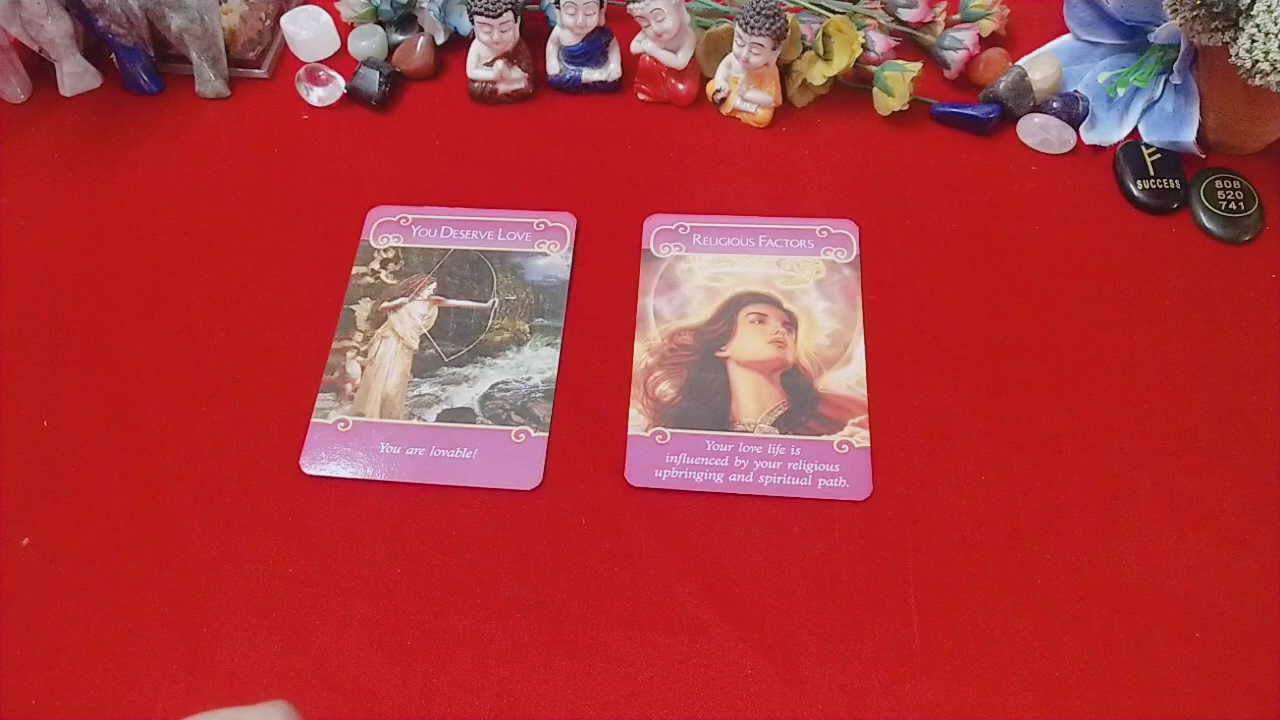 SUCCESS
808
520
741
YOU DESERVE LOVE
You are lovable!
RELIGIOUS FACTORS
Your love life is
influenced by your religious
upbringing and spiritual path.